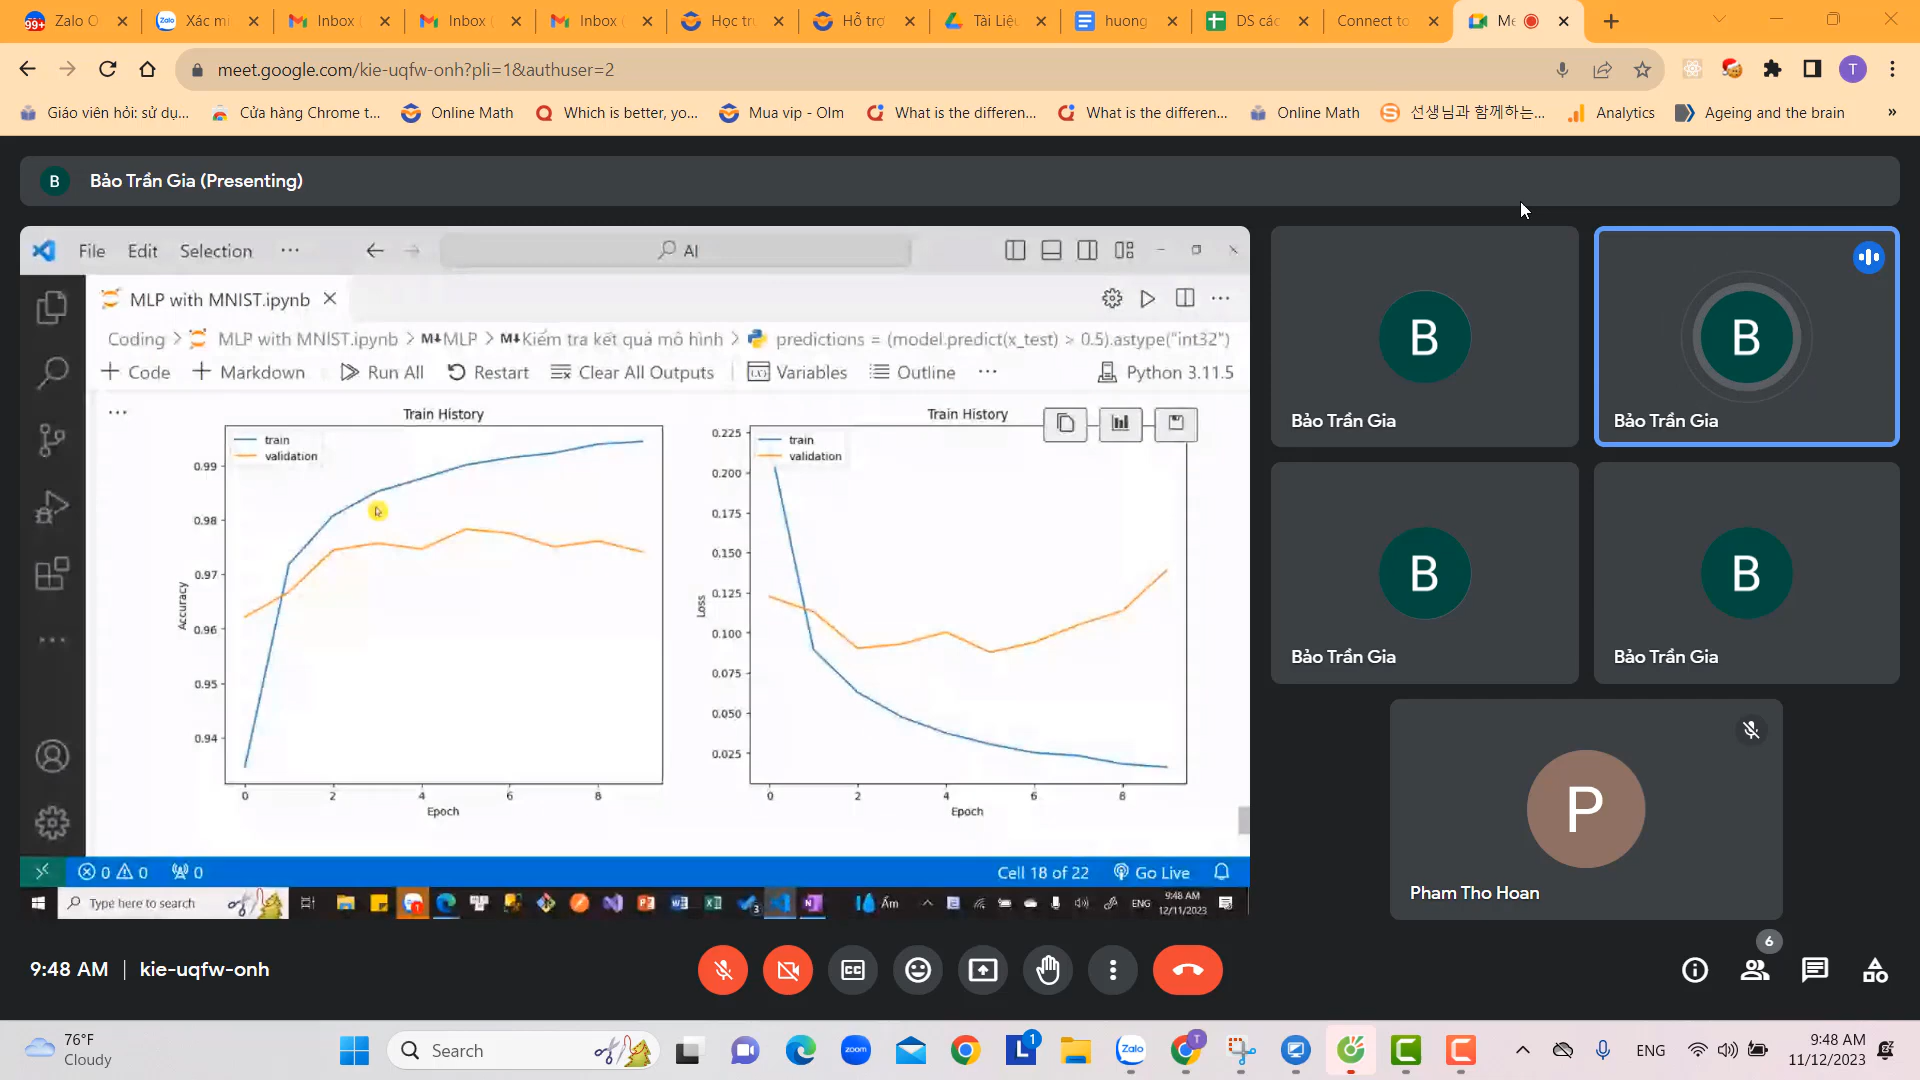 Zalo O
Xác mi
Inbox (
Inbox (
Inbox (
Học trụ
Hỗ trợ
Tài Liệu
huong
DS các
Connect to
Me
meet.google.com/kie-uqfw-onh?pli=1&authuser=2
T
Giáo viên hỏi: sử dụ...
Cửa hàng Chrome t...
Online Math
Which is better, yo...
Mua vip - Olm
What is the differen...
What is the differen...
Online Math
선생님과 함께하는...
Analytics
Ageing and the brain
»
B
Bảo Trần Gia (Presenting)
File Edit Selection ···
AI
MLP with MNIST.ipynb
Coding > MLP with MNIST.ipynb > M↓MLP > M↓Kiểm tra kết quả mô hình > predictions = (model.predict(x_test) > 0.5).astype("int32")
+ Code + Markdown Run All Restart Clear All Outputs Variables Outline ··· Python 3.11.5
Train History
train
validation
0.99
0.98
0.97
0.96
0.95
0.94
Accuracy
0 2 4 6 8
Epoch
Train History
train
validation
0.225
0.200
0.175
0.150
0.125
0.100
0.075
0.050
0.025
Loss
0 2 4 6 8
Epoch
0 0 0
Cell 18 of 22 Go Live
Type here to search
Ấm
ENG
9:48 AM
12/11/2023
B
Bảo Trần Gia
B
Bảo Trần Gia
B
Bảo Trần Gia
B
Bảo Trần Gia
P
Pham Tho Hoan
9:48 AM | kie-uqfw-onh
CC
6
76°F
Cloudy
Search
zoom
L
1
Zalo
T
ENG
9:48 AM
11/12/2023